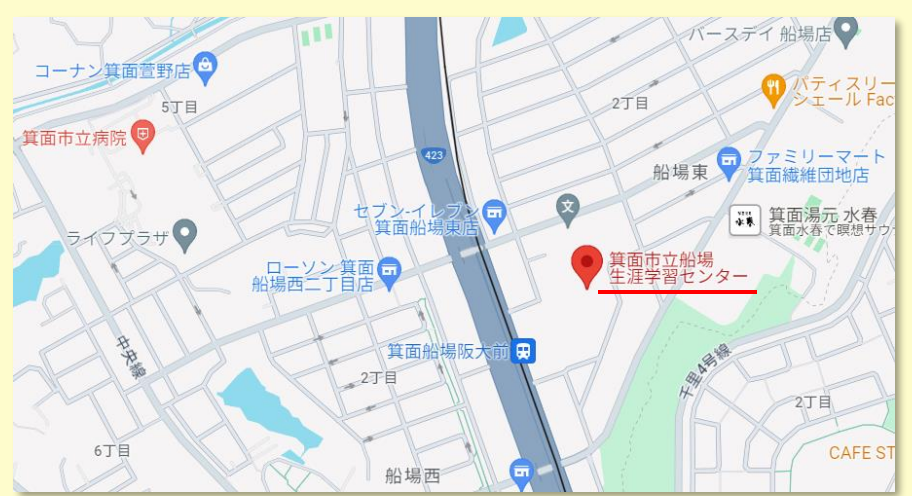 バースデイ 船場店
コーナン箕面萱野店
5丁目
2丁目
パティスリー
シェール Fac
箕面市立病院
423
船場東
ファミリーマート
箕面繊維団地店
セブン-イレブン
箕面船場東店
文
水春
箕面湯元 水春
箕面水春で瞑想サウ
ライフプラザ
ローソン 箕面
船場西二丁目店
箕面市立船場
生涯学習センター
中央線
箕面船場阪大前
千里4号線
2丁目
2丁目
6丁目
船場西
CAFE ST